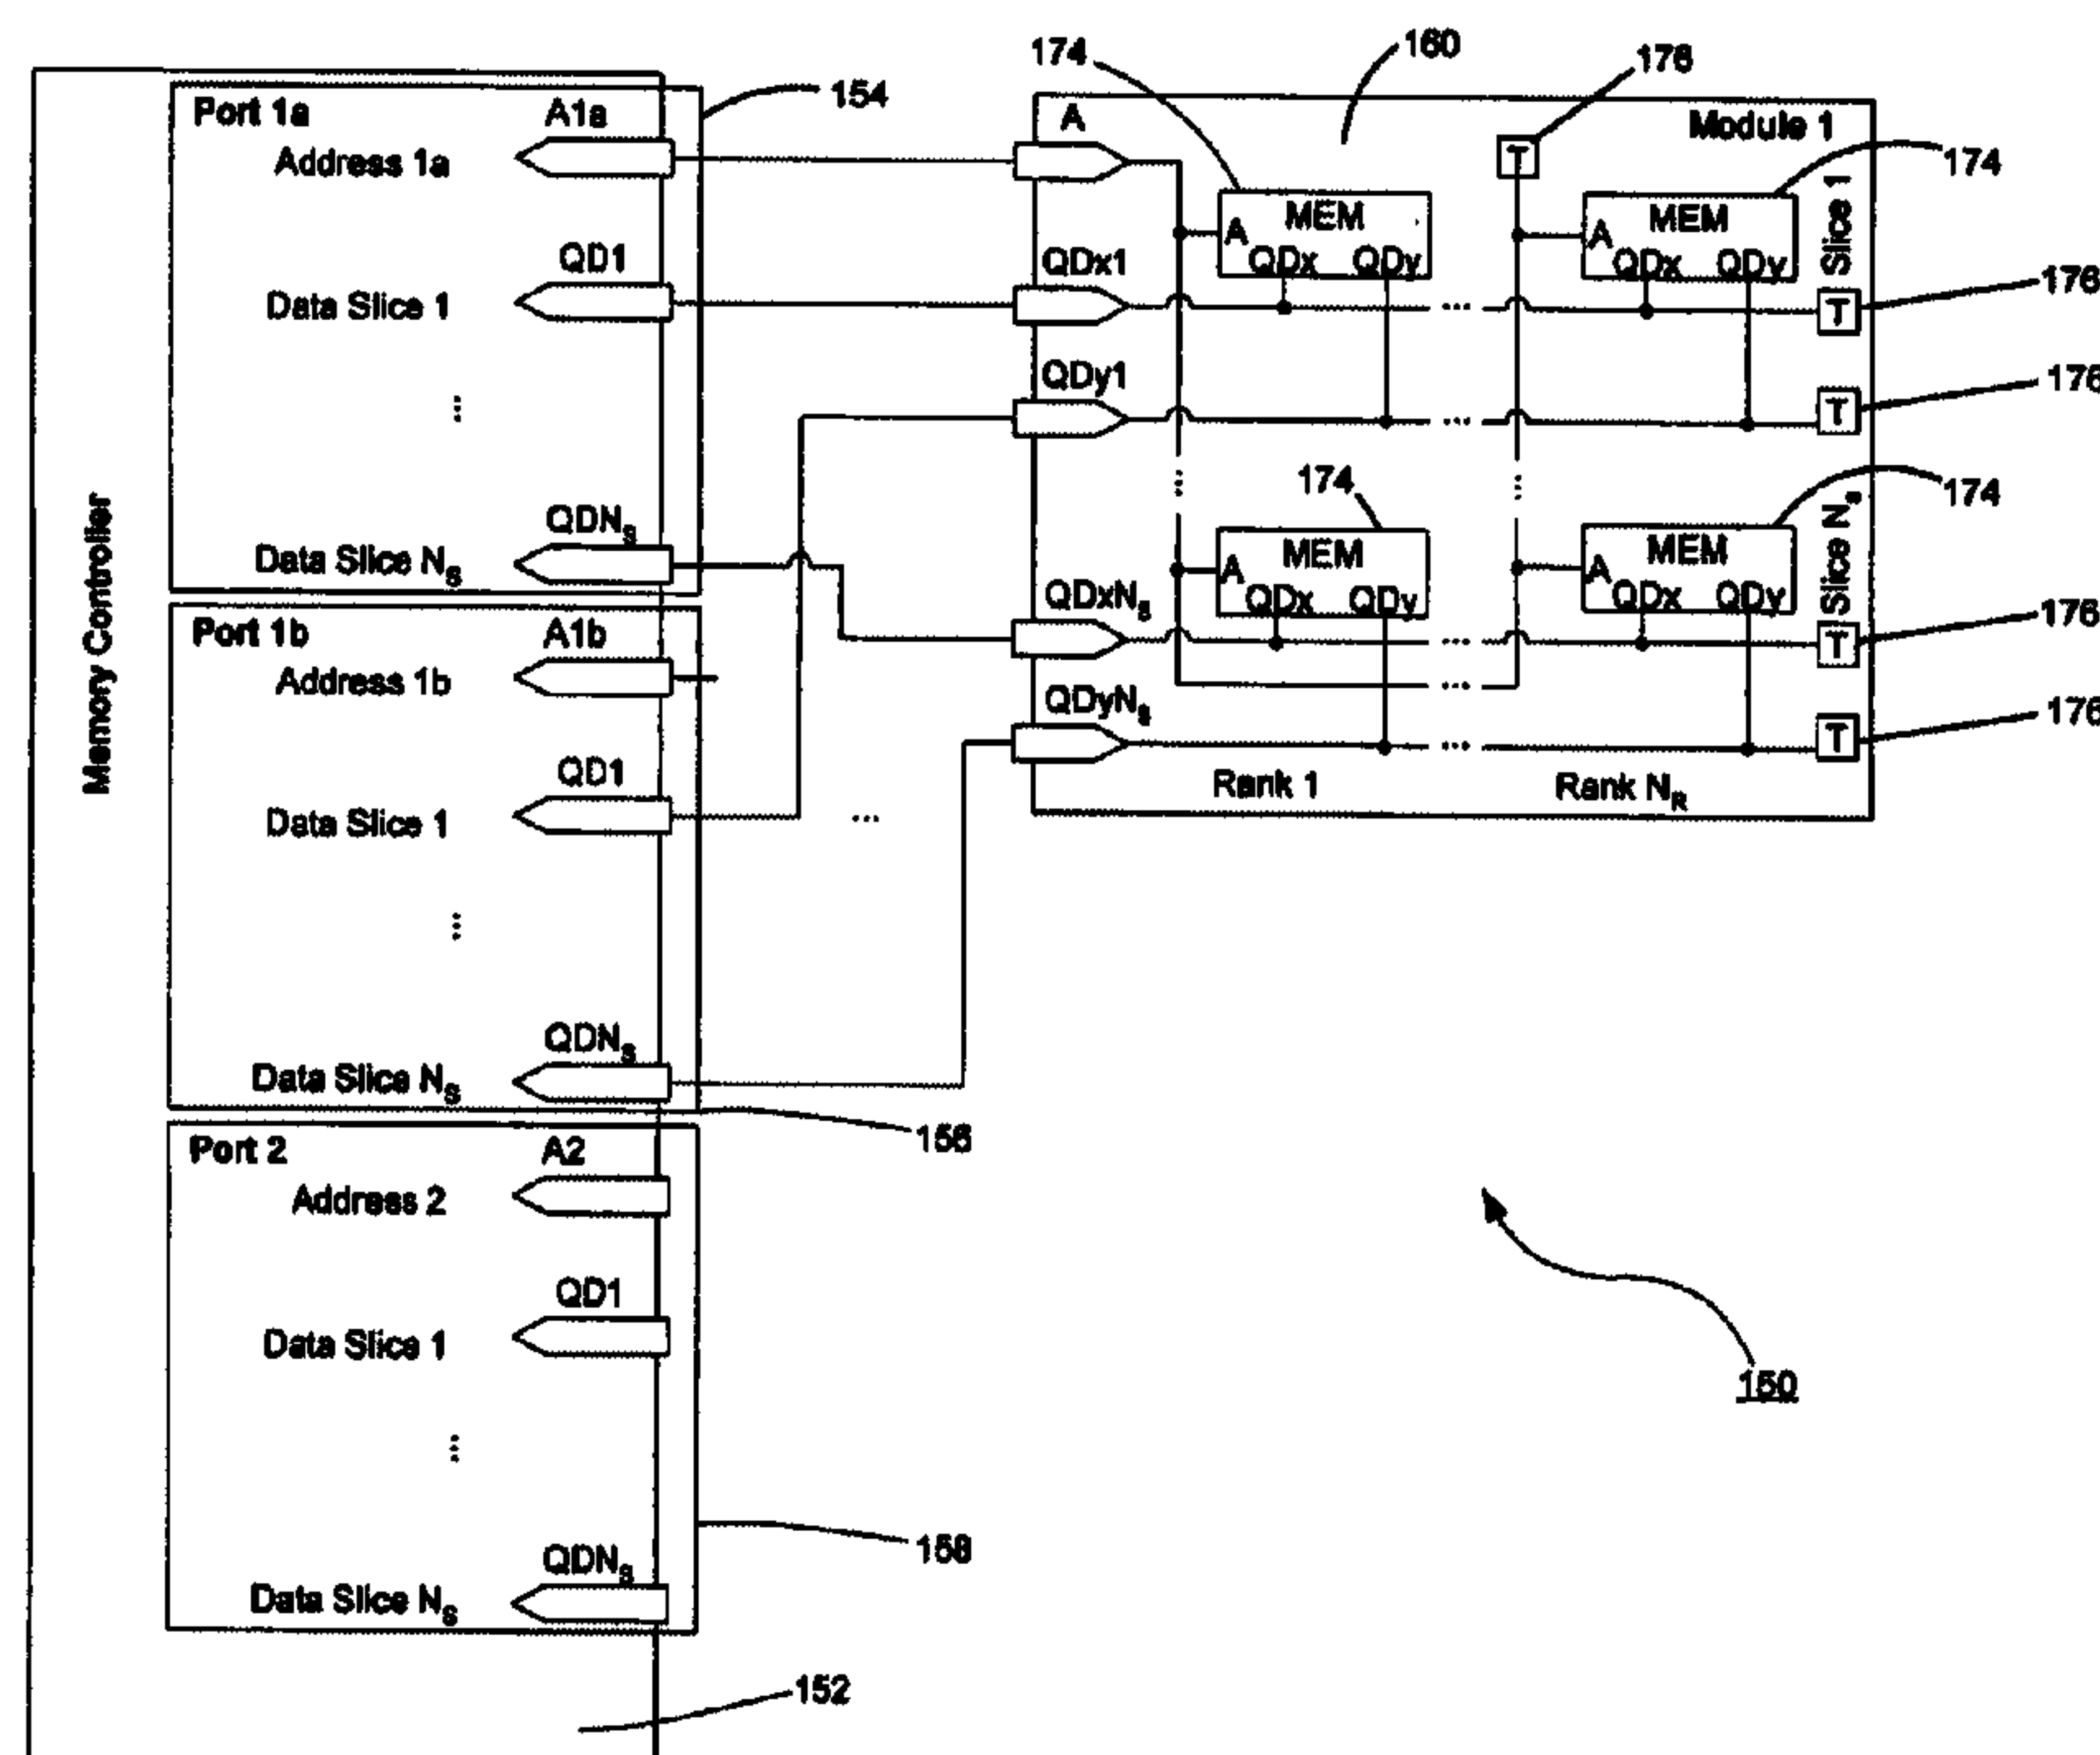 Memory Controller
Port 1a
A1a
Address 1a
QD1
Data Slice 1
...
QDNS
Data Slice NS
154
Port 1b
A1b
Address 1b
QD1
Data Slice 1
...
QDNS
Data Slice NS
156
Port 2
A2
Address 2
QD1
Data Slice 1
...
QDNS
Data Slice NS
158
152
...
174
160
176
A
Module 1
T
174
MEM
A
QDx QDy
MEM
A
QDx QDy
Slice 1
QDx1
...
T
176
QDy1
...
T
176
...
...
174
174
MEM
A
QDx QDy
MEM
A
QDx QDy
Slice Ns
QDxNS
...
T
176
...
QDyNS
...
T
176
Rank 1
Rank NR
150